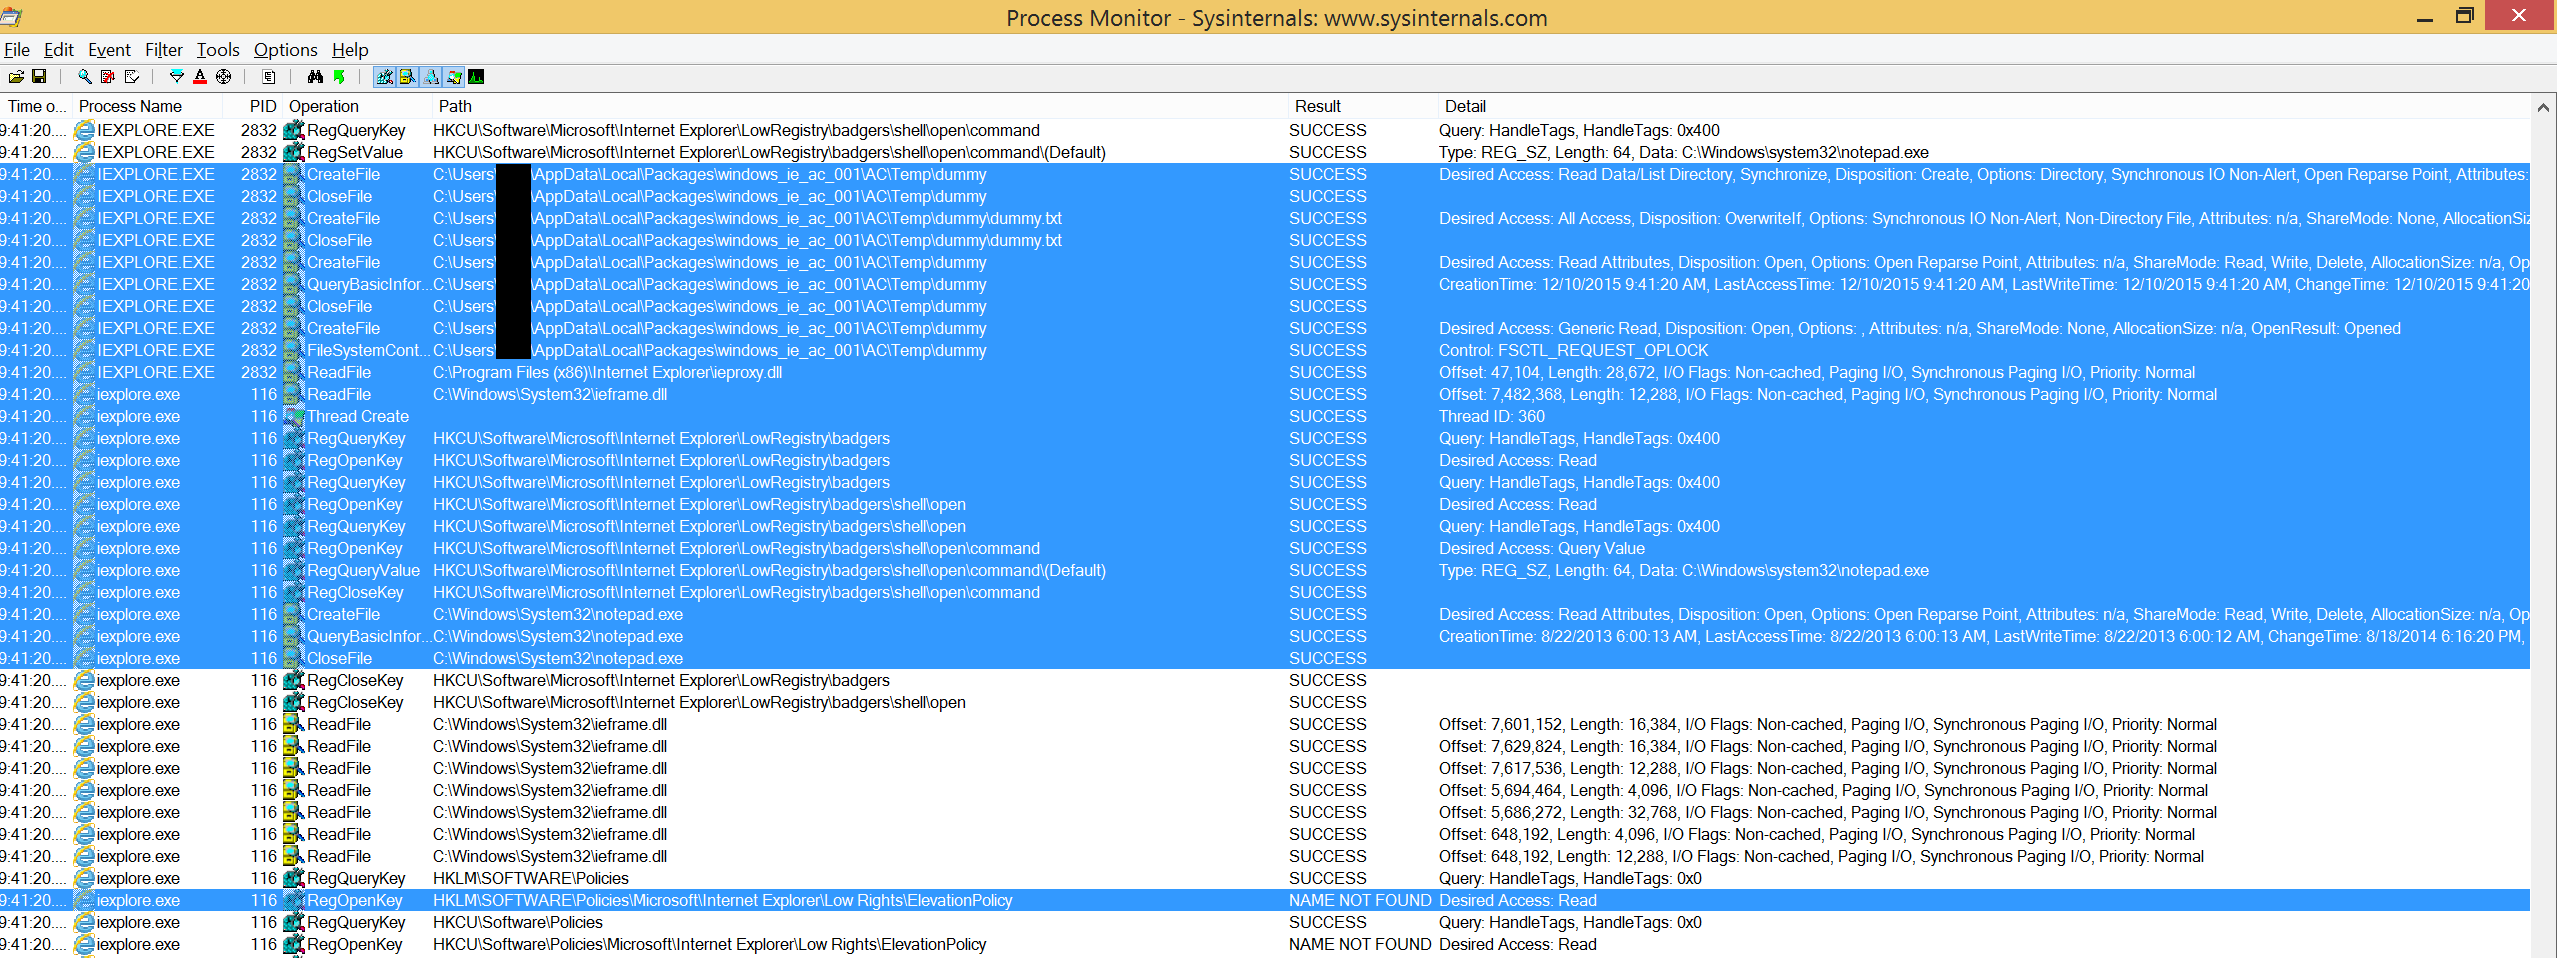 Process Monitor - Sysinternals: www.sysinternals.com
File Edit Event Filter Tools Options Help
Time o... Process Name PID Operation Path Result Detail
9:41:20.... IEXPLORE.EXE 2832 RegQueryKey HKCU\Software\Microsoft\Internet Explorer\LowRegistry\badgers\shell\open\command SUCCESS Query: HandleTags, HandleTags: 0x400
9:41:20.... IEXPLORE.EXE 2832 RegSetValue HKCU\Software\Microsoft\Internet Explorer\LowRegistry\badgers\shell\open\command\(Default) SUCCESS Type: REG_SZ, Length: 64, Data: C:\Windows\system32\notepad.exe
9:41:20.... IEXPLORE.EXE 2832 CreateFile C:\Users \AppData\Local\Packages\windows_ie_ac_001\AC\Temp\dummy SUCCESS Desired Access: Read Data/List Directory, Synchronize, Disposition: Create, Options: Directory, Synchronous IO Non-Alert, Open Reparse Point, Attributes:
9:41:20.... IEXPLORE.EXE 2832 CloseFile C:\Users \AppData\Local\Packages\windows_ie_ac_001\AC\Temp\dummy SUCCESS
9:41:20.... IEXPLORE.EXE 2832 CreateFile C:\Users \AppData\Local\Packages\windows_ie_ac_001\AC\Temp\dummy\dummy.txt SUCCESS Desired Access: All Access, Disposition: OverwriteIf, Options: Synchronous IO Non-Alert, Non-Directory File, Attributes: n/a, ShareMode: None, AllocationSiz
9:41:20.... IEXPLORE.EXE 2832 CloseFile C:\Users \AppData\Local\Packages\windows_ie_ac_001\AC\Temp\dummy\dummy.txt SUCCESS
9:41:20.... IEXPLORE.EXE 2832 CreateFile C:\Users \AppData\Local\Packages\windows_ie_ac_001\AC\Temp\dummy SUCCESS Desired Access: Read Attributes, Disposition: Open, Options: Open Reparse Point, Attributes: n/a, ShareMode: Read, Write, Delete, AllocationSize: n/a, Op
9:41:20.... IEXPLORE.EXE 2832 QueryBasicInfor... C:\Users \AppData\Local\Packages\windows_ie_ac_001\AC\Temp\dummy SUCCESS CreationTime: 12/10/2015 9:41:20 AM, LastAccessTime: 12/10/2015 9:41:20 AM, LastWriteTime: 12/10/2015 9:41:20 AM, ChangeTime: 12/10/2015 9:41:20
9:41:20.... IEXPLORE.EXE 2832 CloseFile C:\Users \AppData\Local\Packages\windows_ie_ac_001\AC\Temp\dummy SUCCESS
9:41:20.... IEXPLORE.EXE 2832 CreateFile C:\Users \AppData\Local\Packages\windows_ie_ac_001\AC\Temp\dummy SUCCESS Desired Access: Generic Read, Disposition: Open, Options: , Attributes: n/a, ShareMode: None, AllocationSize: n/a, OpenResult: Opened
9:41:20.... IEXPLORE.EXE 2832 FileSystemCont... C:\Users \AppData\Local\Packages\windows_ie_ac_001\AC\Temp\dummy SUCCESS Control: FSCTL_REQUEST_OPLOCK
9:41:20.... IEXPLORE.EXE 2832 ReadFile C:\Program Files (x86)\Internet Explorer\ieproxy.dll SUCCESS Offset: 47,104, Length: 28,672, I/O Flags: Non-cached, Paging I/O, Synchronous Paging I/O, Priority: Normal
9:41:20.... iexplore.exe 116 ReadFile C:\Windows\System32\ieframe.dll SUCCESS Offset: 7,482,368, Length: 12,288, I/O Flags: Non-cached, Paging I/O, Synchronous Paging I/O, Priority: Normal
9:41:20.... iexplore.exe 116 Thread Create SUCCESS Thread ID: 360
9:41:20.... iexplore.exe 116 RegQueryKey HKCU\Software\Microsoft\Internet Explorer\LowRegistry\badgers SUCCESS Query: HandleTags, HandleTags: 0x400
9:41:20.... iexplore.exe 116 RegOpenKey HKCU\Software\Microsoft\Internet Explorer\LowRegistry\badgers SUCCESS Desired Access: Read
9:41:20.... iexplore.exe 116 RegQueryKey HKCU\Software\Microsoft\Internet Explorer\LowRegistry\badgers SUCCESS Query: HandleTags, HandleTags: 0x400
9:41:20.... iexplore.exe 116 RegOpenKey HKCU\Software\Microsoft\Internet Explorer\LowRegistry\badgers\shell\open SUCCESS Desired Access: Read
9:41:20.... iexplore.exe 116 RegQueryKey HKCU\Software\Microsoft\Internet Explorer\LowRegistry\badgers\shell\open SUCCESS Query: HandleTags, HandleTags: 0x400
9:41:20.... iexplore.exe 116 RegOpenKey HKCU\Software\Microsoft\Internet Explorer\LowRegistry\badgers\shell\open\command SUCCESS Desired Access: Query Value
9:41:20.... iexplore.exe 116 RegQueryValue HKCU\Software\Microsoft\Internet Explorer\LowRegistry\badgers\shell\open\command\(Default) SUCCESS Type: REG_SZ, Length: 64, Data: C:\Windows\system32\notepad.exe
9:41:20.... iexplore.exe 116 RegCloseKey HKCU\Software\Microsoft\Internet Explorer\LowRegistry\badgers\shell\open\command SUCCESS
9:41:20.... iexplore.exe 116 CreateFile C:\Windows\System32\notepad.exe SUCCESS Desired Access: Read Attributes, Disposition: Open, Options: Open Reparse Point, Attributes: n/a, ShareMode: Read, Write, Delete, AllocationSize: n/a, Op
9:41:20.... iexplore.exe 116 QueryBasicInfor... C:\Windows\System32\notepad.exe SUCCESS CreationTime: 8/22/2013 6:00:13 AM, LastAccessTime: 8/22/2013 6:00:13 AM, LastWriteTime: 8/22/2013 6:00:12 AM, ChangeTime: 8/18/2014 6:16:20 PM,
9:41:20.... iexplore.exe 116 CloseFile C:\Windows\System32\notepad.exe SUCCESS
9:41:20.... iexplore.exe 116 RegCloseKey HKCU\Software\Microsoft\Internet Explorer\LowRegistry\badgers SUCCESS
9:41:20.... iexplore.exe 116 RegCloseKey HKCU\Software\Microsoft\Internet Explorer\LowRegistry\badgers\shell\open SUCCESS
9:41:20.... iexplore.exe 116 ReadFile C:\Windows\System32\ieframe.dll SUCCESS Offset: 7,601,152, Length: 16,384, I/O Flags: Non-cached, Paging I/O, Synchronous Paging I/O, Priority: Normal
9:41:20.... iexplore.exe 116 ReadFile C:\Windows\System32\ieframe.dll SUCCESS Offset: 7,629,824, Length: 16,384, I/O Flags: Non-cached, Paging I/O, Synchronous Paging I/O, Priority: Normal
9:41:20.... iexplore.exe 116 ReadFile C:\Windows\System32\ieframe.dll SUCCESS Offset: 7,617,536, Length: 12,288, I/O Flags: Non-cached, Paging I/O, Synchronous Paging I/O, Priority: Normal
9:41:20.... iexplore.exe 116 ReadFile C:\Windows\System32\ieframe.dll SUCCESS Offset: 5,694,464, Length: 4,096, I/O Flags: Non-cached, Paging I/O, Synchronous Paging I/O, Priority: Normal
9:41:20.... iexplore.exe 116 ReadFile C:\Windows\System32\ieframe.dll SUCCESS Offset: 5,686,272, Length: 32,768, I/O Flags: Non-cached, Paging I/O, Synchronous Paging I/O, Priority: Normal
9:41:20.... iexplore.exe 116 ReadFile C:\Windows\System32\ieframe.dll SUCCESS Offset: 648,192, Length: 4,096, I/O Flags: Non-cached, Paging I/O, Synchronous Paging I/O, Priority: Normal
9:41:20.... iexplore.exe 116 ReadFile C:\Windows\System32\ieframe.dll SUCCESS Offset: 648,192, Length: 12,288, I/O Flags: Non-cached, Paging I/O, Synchronous Paging I/O, Priority: Normal
9:41:20.... iexplore.exe 116 RegQueryKey HKLM\SOFTWARE\Policies SUCCESS Query: HandleTags, HandleTags: 0x0
9:41:20.... iexplore.exe 116 RegOpenKey HKLM\SOFTWARE\Policies\Microsoft\Internet Explorer\Low Rights\ElevationPolicy NAME NOT FOUND Desired Access: Read
9:41:20.... iexplore.exe 116 RegQueryKey HKCU\Software\Policies SUCCESS Query: HandleTags, HandleTags: 0x0
9:41:20.... iexplore.exe 116 RegOpenKey HKCU\Software\Policies\Microsoft\Internet Explorer\Low Rights\ElevationPolicy NAME NOT FOUND Desired Access: Read